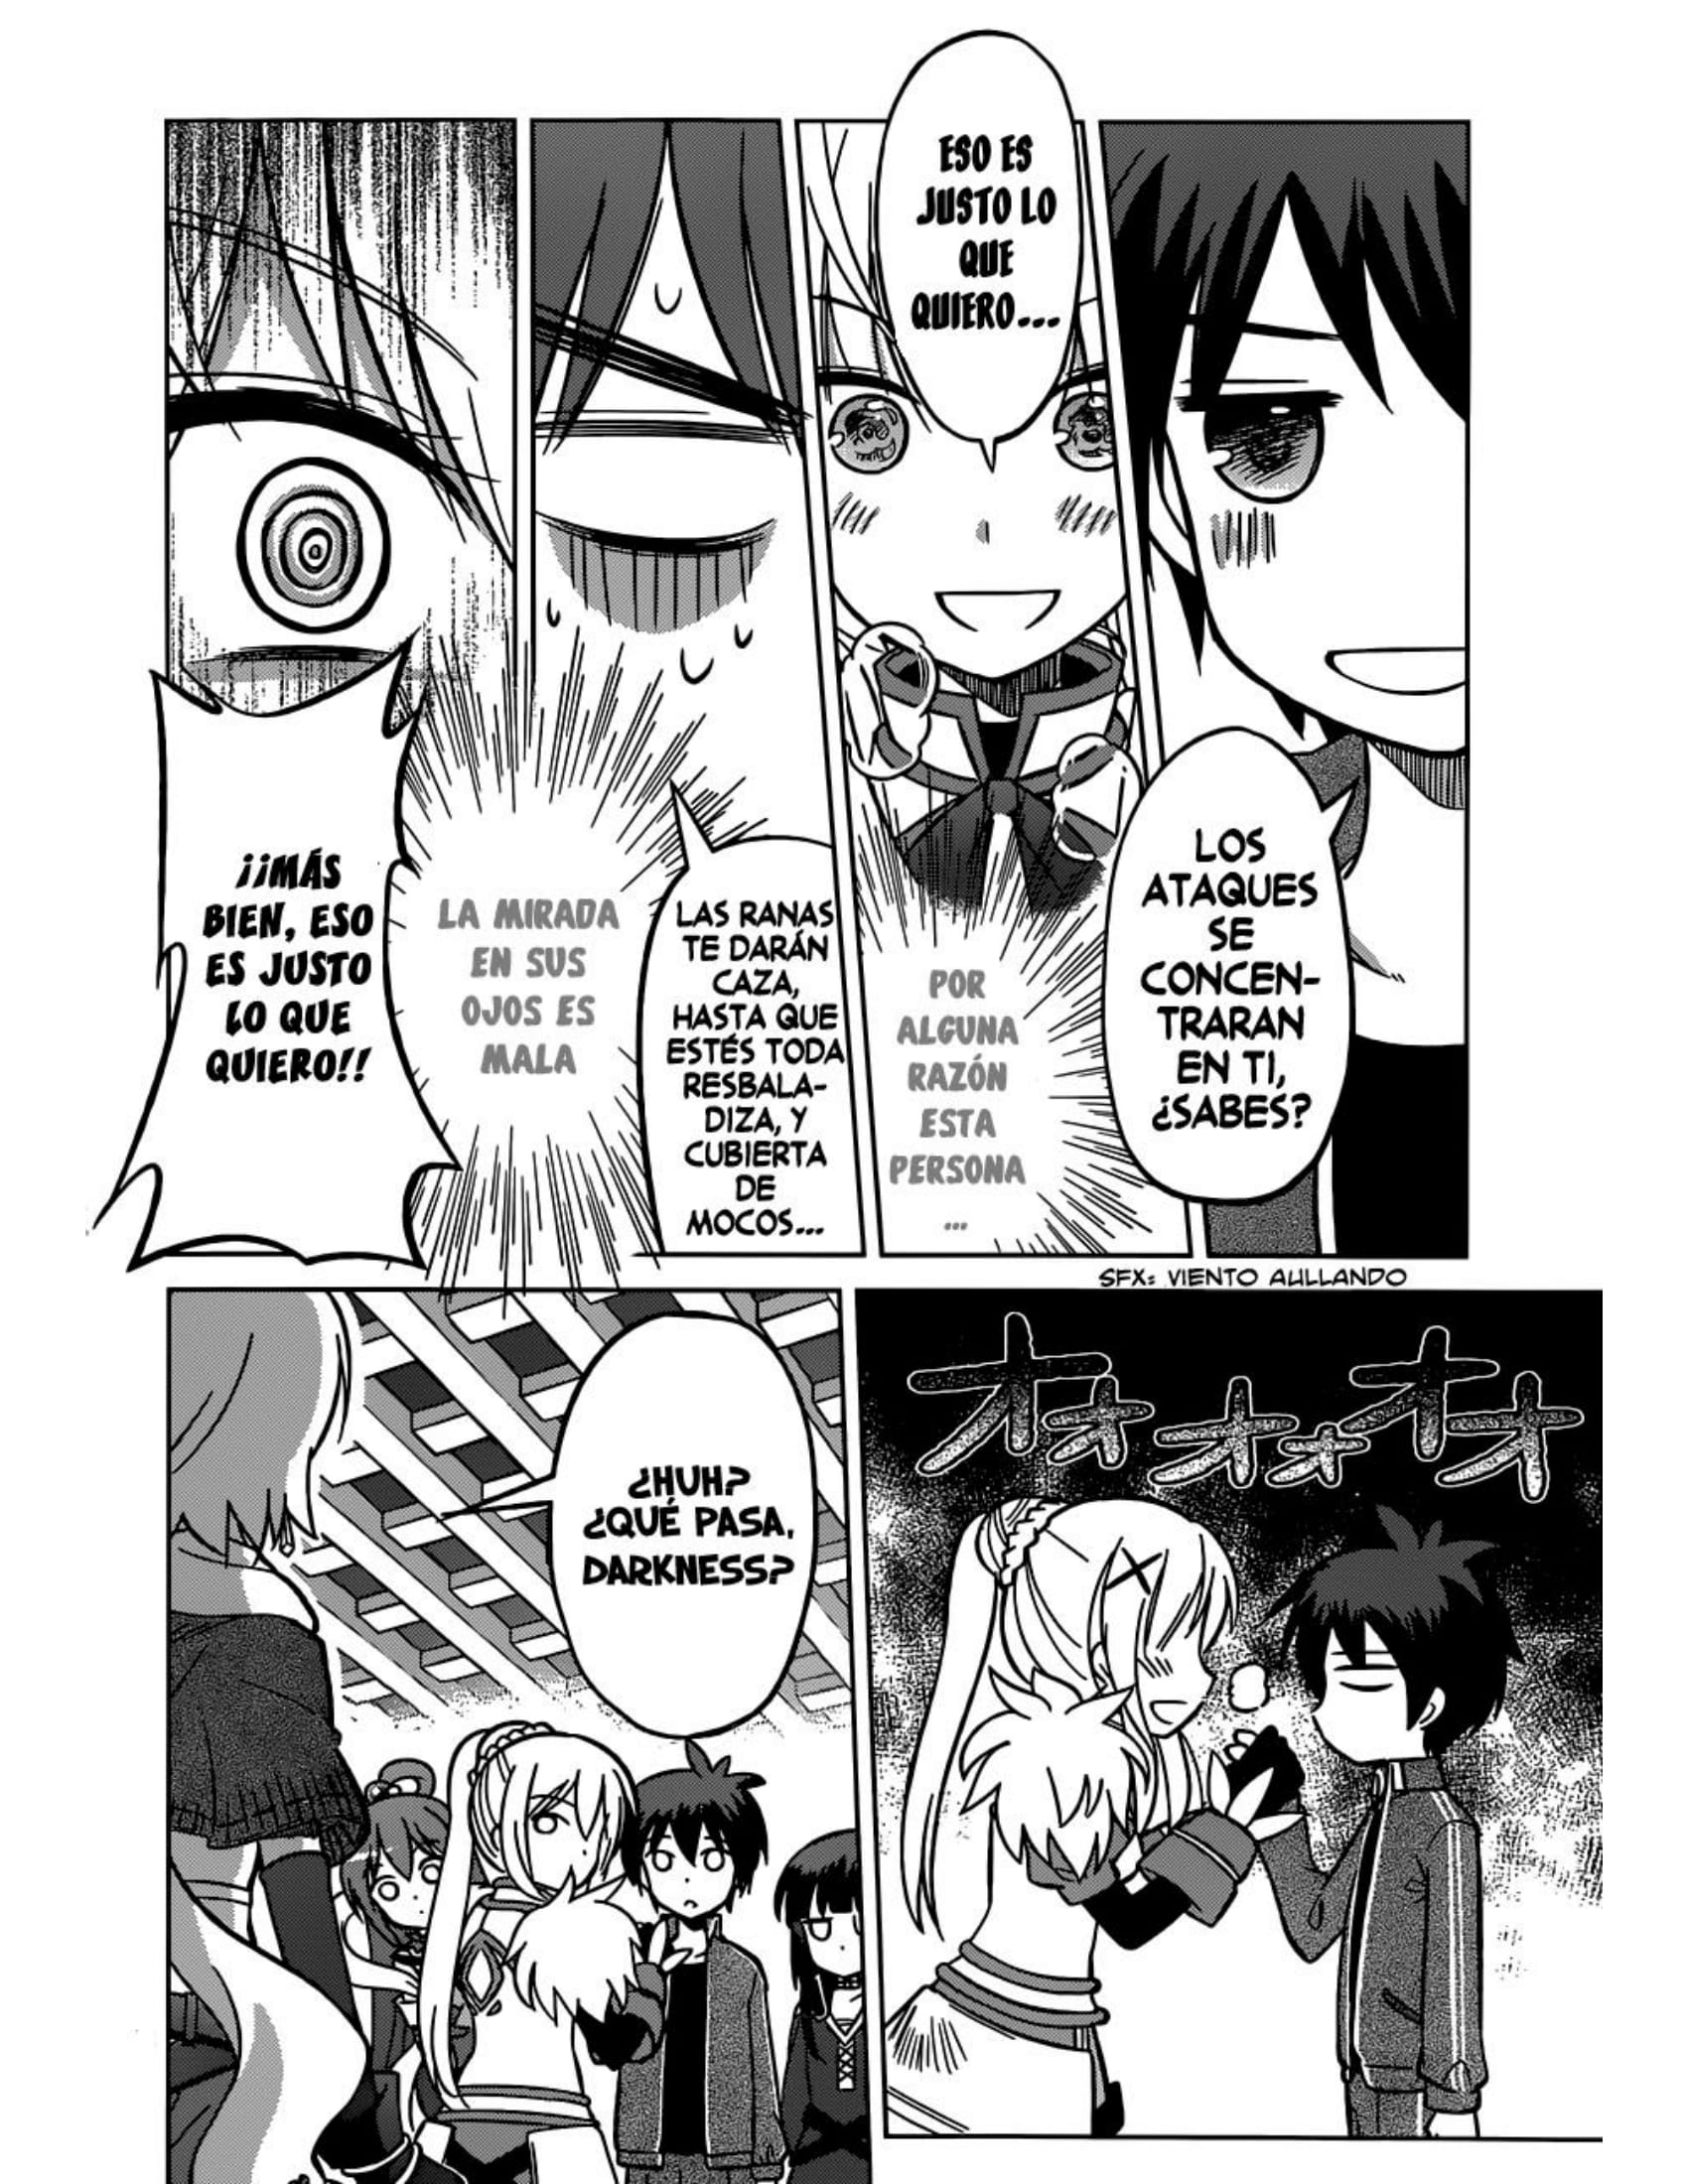 LOS
ATAQUES
SE
CONCEN-
TRARAN
EN TI,
¿SABES?
ESO ES
JUSTO LO
QUE
QUIERO...
POR
ALGUNA
RAZÓN
ESTA
PERSONA
...
LAS RANAS
TE DARÁN
CAZA,
HASTA QUE
ESTÉS TODA
RESBALA-
DIZA, Y
CUBIERTA
DE
MOCOS...
LA MIRADA
EN SUS
OJOS ES
MALA
¡¡MÁS
BIEN, ESO
ES JUSTO
LO QUE
QUIERO!!
SFX: VIENTO AULLANDO
オォオォオオ
¿HUH?
¿QUÉ PASA,
DARKNESS?